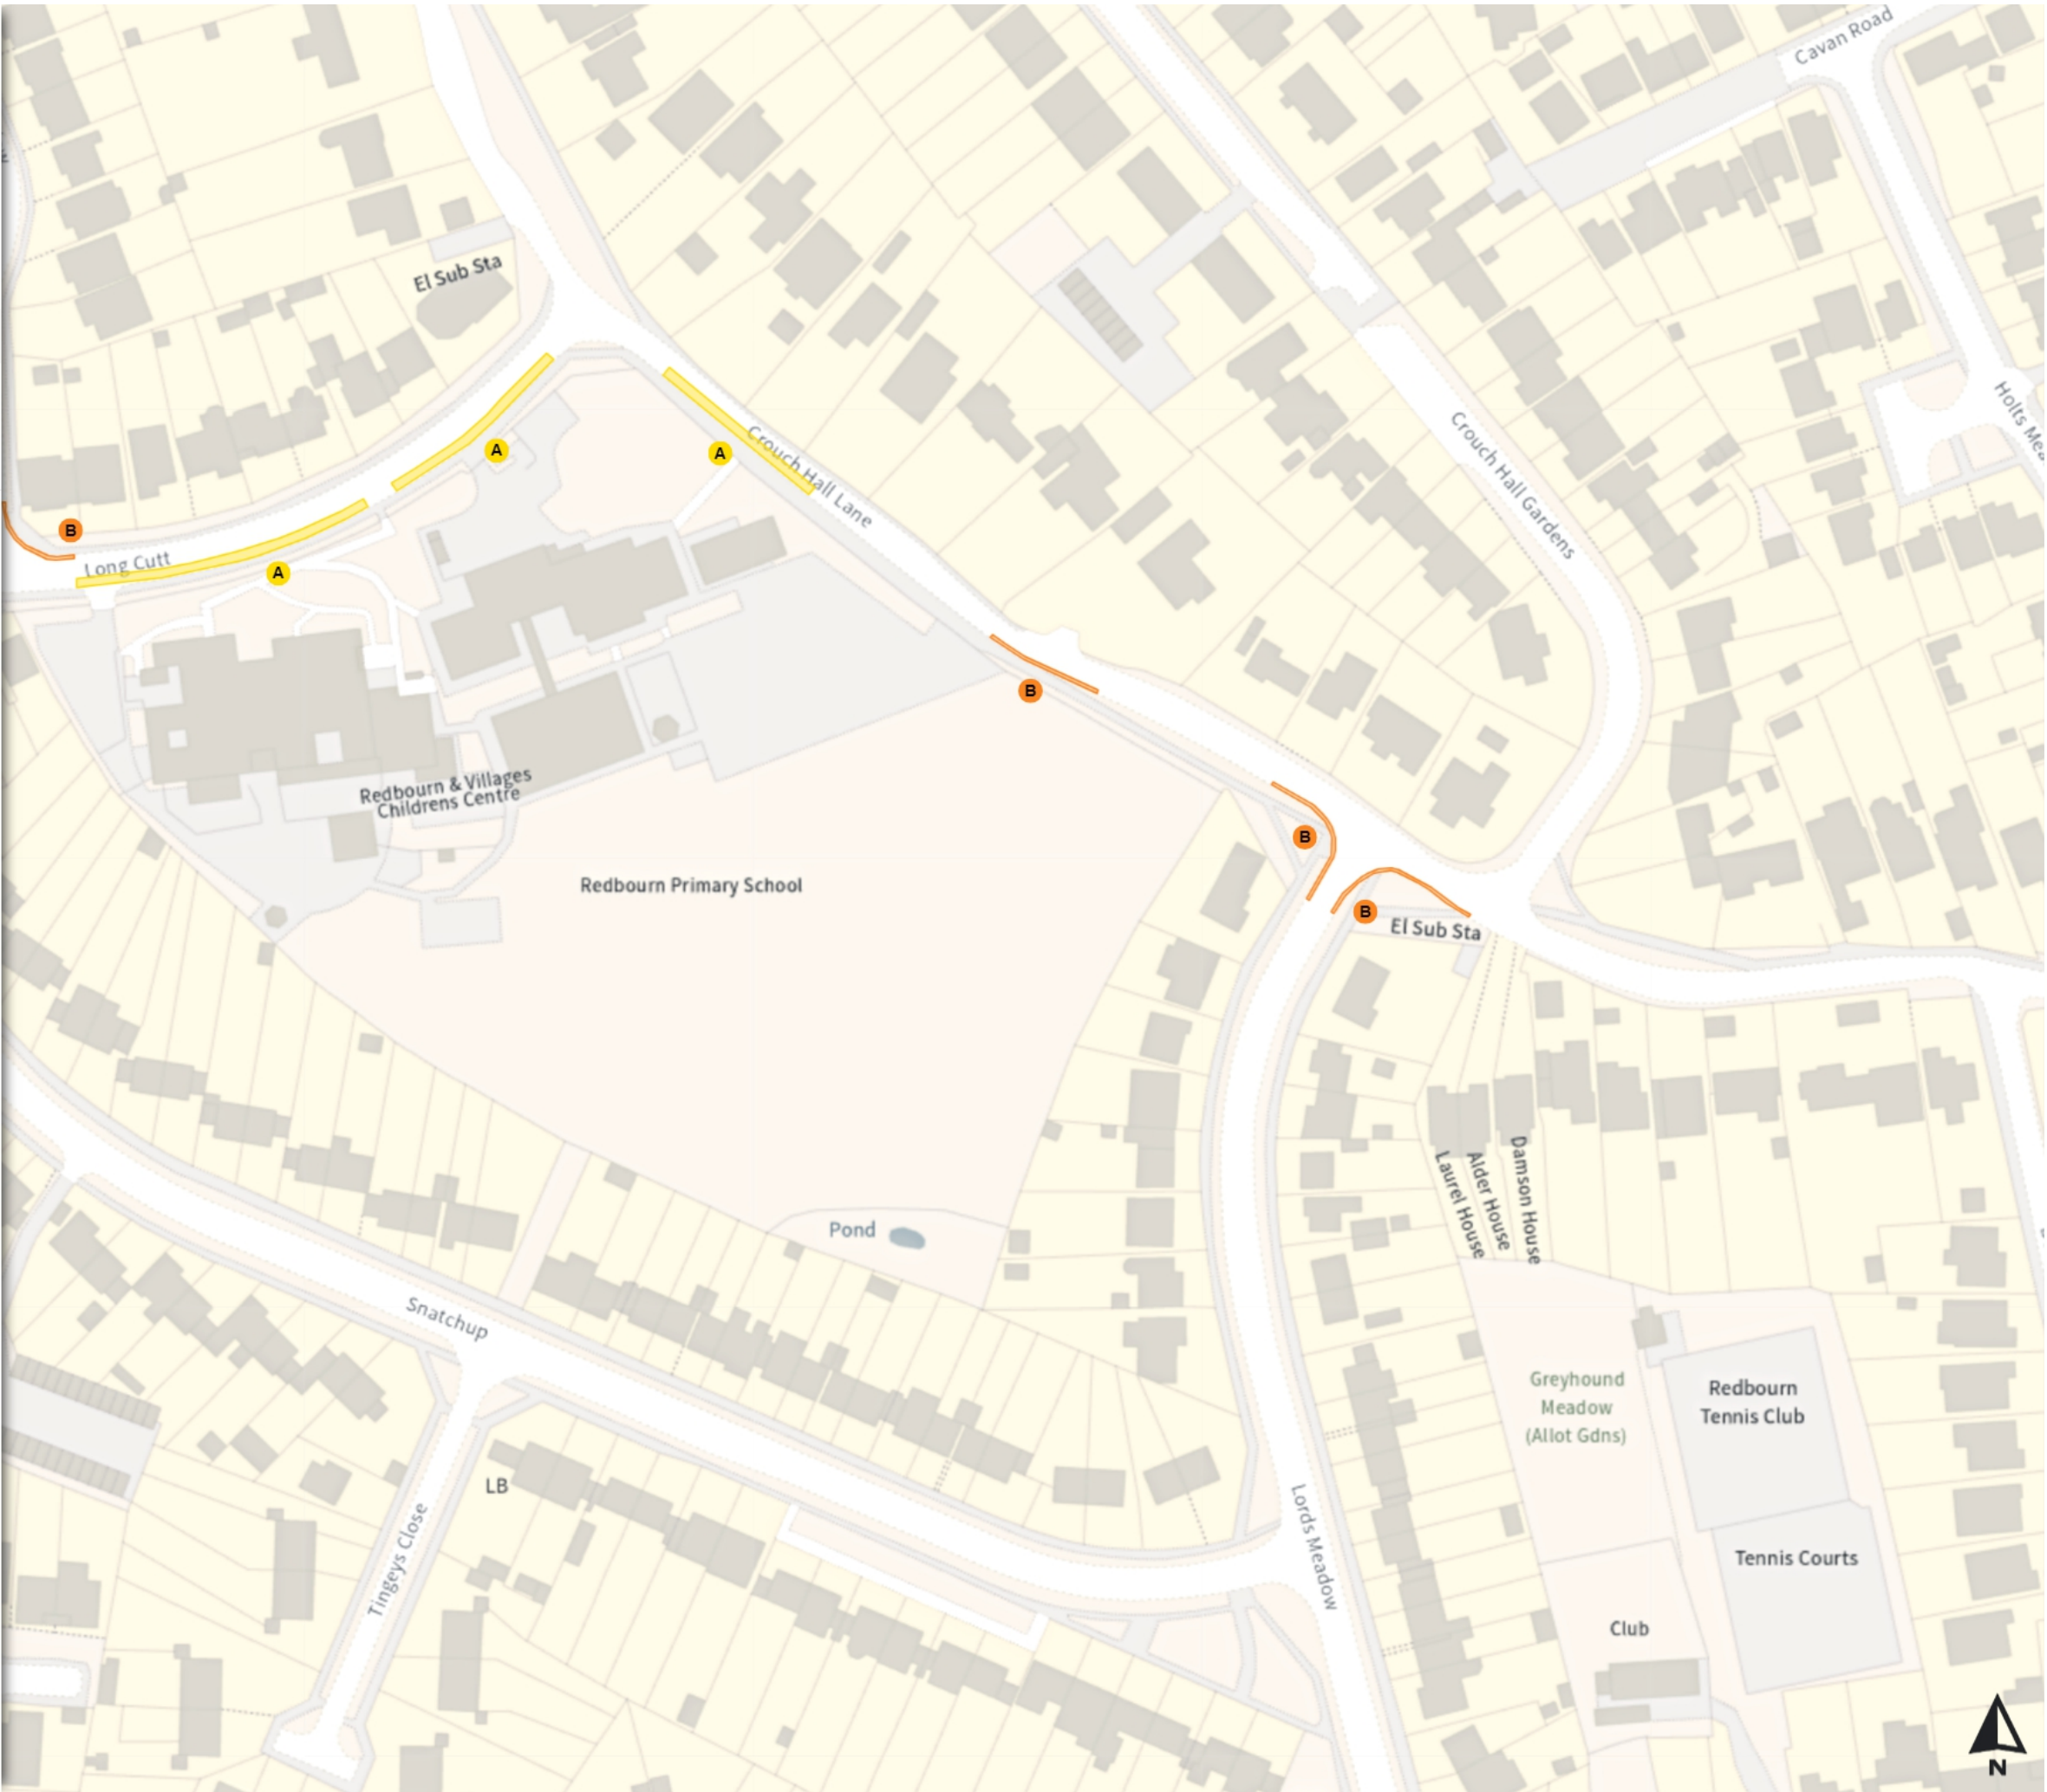 Cavan Road
El Sub Sta
Holts Mea
A
A
Crouch Hall Lane
Crouch Hall Gardens
B
Long Cutt
A
B
Redbourn & Villages
Childrens Centre
B
Redbourn Primary School
B
El Sub Sta
Laurel House
Alder House
Damson House
Pond
Snatchup
Greyhound
Meadow
(Allot Gdns)
Redbourn
Tennis Club
LB
Lords Meadow
Tingeys Close
Tennis Courts
Club
N